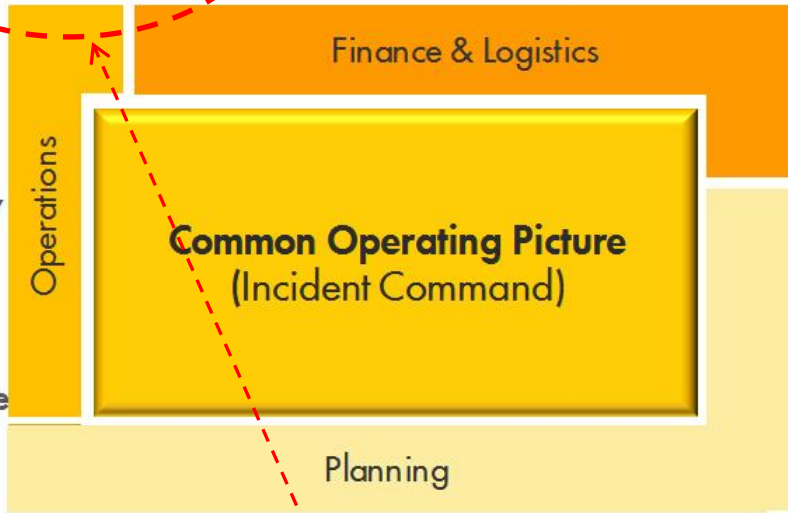 Finance & Logistics
Operations
Common Operating Picture
(Incident Command)
Planning